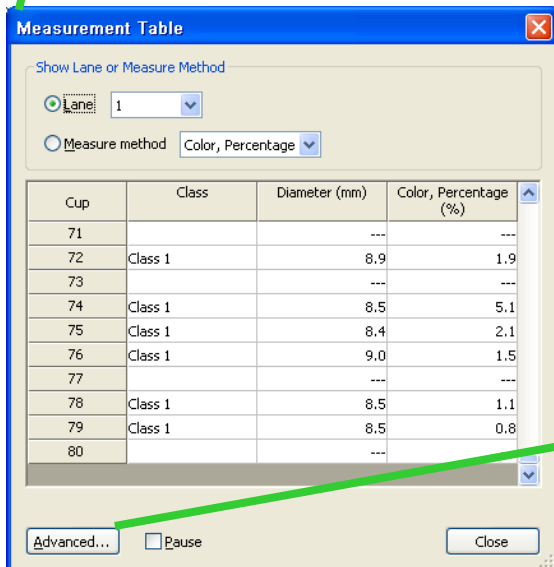 Measurement Table
Show Lane or Measure Method
Lane 1
Measure method Color, Percentage
Cup Class Diameter (mm) Color, Percentage
(%)
71 --- ---
72 Class 1 8.9 1.9
73 --- ---
74 Class 1 8.5 5.1
75 Class 1 8.4 2.1
76 Class 1 9.0 1.5
77 --- ---
78 Class 1 8.5 1.1
79 Class 1 8.5 0.8
80 ---
Advanced... Pause Close